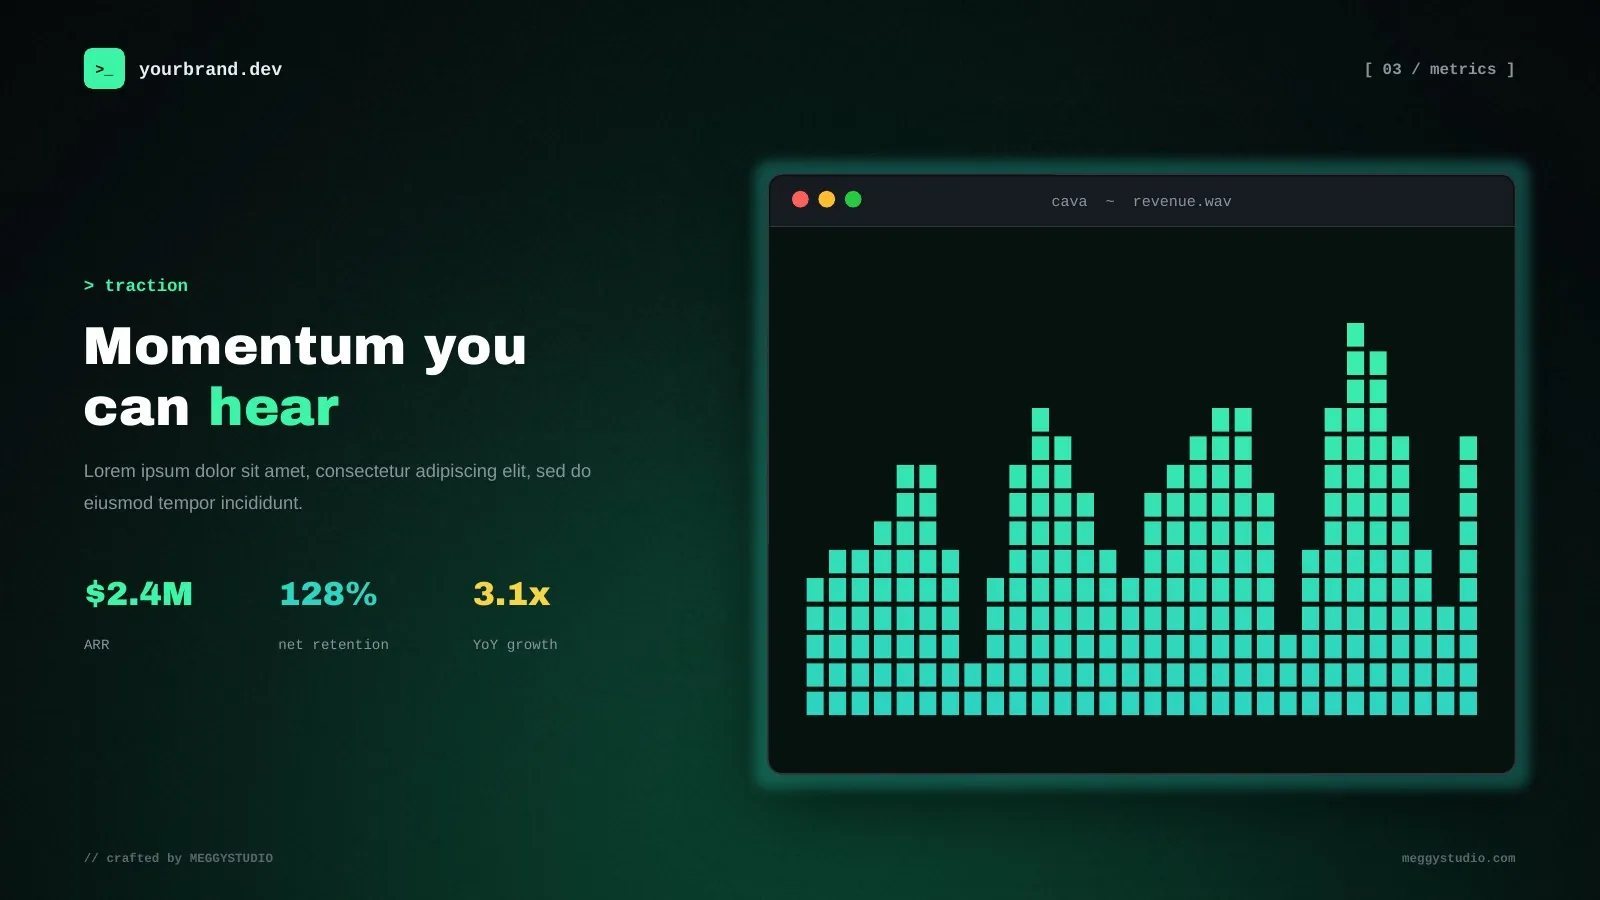 >_ yourbrand.dev
[ 03 / metrics ]
> traction
Momentum you
can hear
Lorem ipsum dolor sit amet, consectetur adipiscing elit, sed do
eiusmod tempor incididunt.
$2.4M 128% 3.1x
ARR net retention YoY growth
cava ~ revenue.wav
// crafted by MEGGYSTUDIO
meggystudio.com